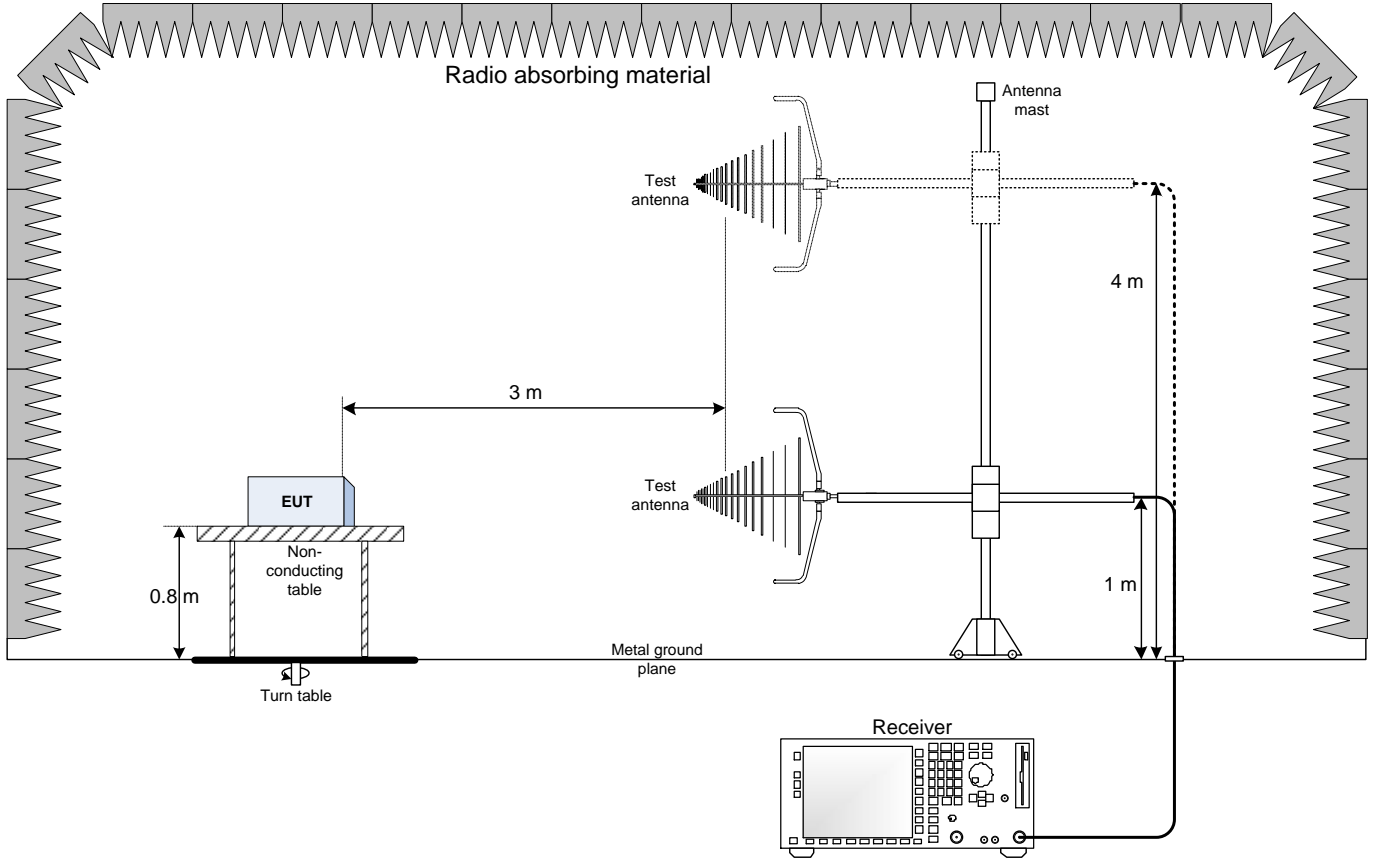 Radio absorbing material
Antenna
mast
Test
antenna
4 m
3 m
Test
antenna
EUT
Non-
conducting
table
0.8 m
1 m
Metal ground
plane
Turn table
Receiver